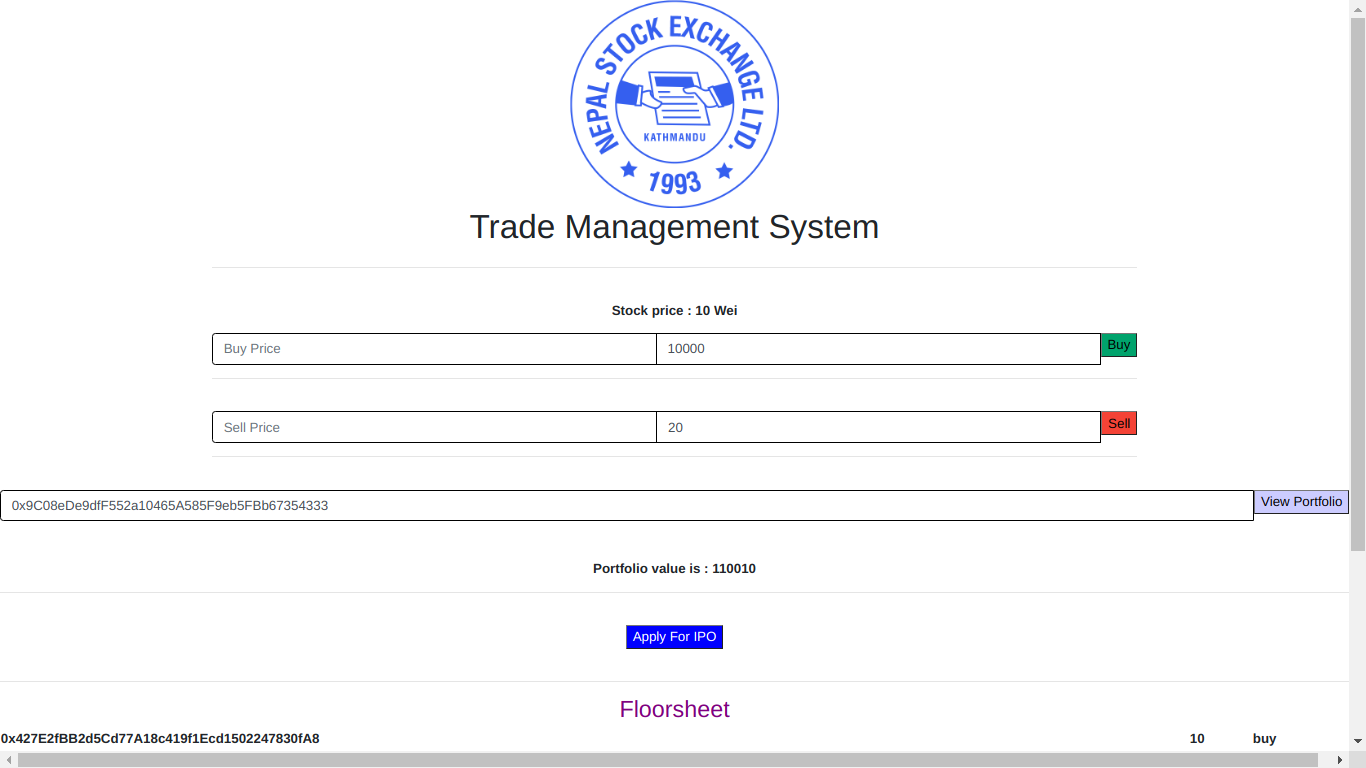 NEPAL STOCK EXCHANGE LTD.
KATHMANDU
1993
Trade Management System
Stock price : 10 Wei
Buy Price 10000 Buy
Sell Price 20 Sell
0x9C08eDe9dfF552a10465A585F9eb5FBb67354333 View Portfolio
Portfolio value is : 110010
Apply For IPO
Floorsheet
0x427E2fBB2d5Cd77A18c419f1Ecd1502247830fA8 10 buy